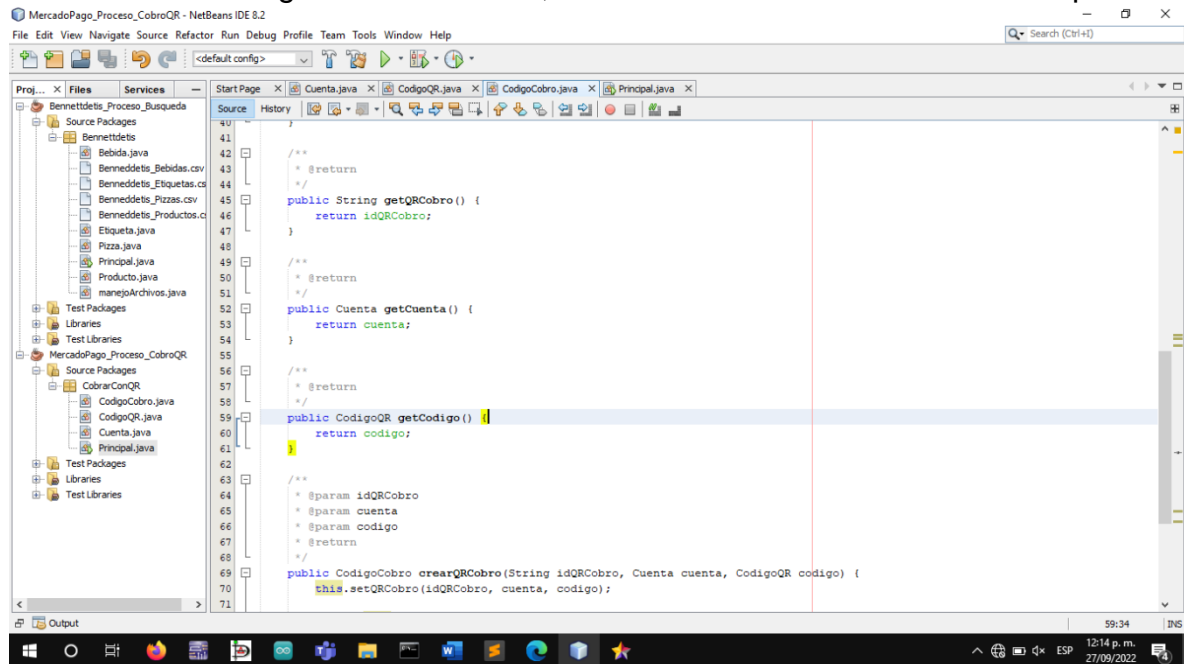 MercadoPago_Proceso_CobroQR - NetBeans IDE 8.2
File Edit View Navigate Source Refactor Run Debug Profile Team Tools Window Help
Search (Ctrl+I)
<default config>
Proj... Files Services
Start Page Cuenta.java CodigoQR.java CodigoCobro.java Principal.java
Source History
Bennettdetis_Proceso_Busqueda
Source Packages
Bennettdetis
Bebida.java
Benneddetis_Bebidas.csv
Benneddetis_Etiquetas.cs
Benneddetis_Pizzas.csv
Benneddetis_Productos.c
Etiqueta.java
Pizza.java
Principal.java
Producto.java
manejoArchivos.java
Test Packages
Libraries
Test Libraries
MercadoPago_Proceso_CobroQR
Source Packages
CobrarConQR
CodigoCobro.java
CodigoQR.java
Cuenta.java
Principal.java
Test Packages
Libraries
Test Libraries
40 }
41
42 /**
43 * @return
44 */
45 public String getQRCobro() {
46 return idQRCobro;
47 }
48
49 /**
50 * @return
51 */
52 public Cuenta getCuenta() {
53 return cuenta;
54 }
55
56 /**
57 * @return
58 */
59 public CodigoQR getCodigo() {
60 return codigo;
61 }
62
63 /**
64 * @param idQRCobro
65 * @param cuenta
66 * @param codigo
67 * @return
68 */
69 public CodigoCobro crearQRCobro(String idQRCobro, Cuenta cuenta, CodigoQR codigo) {
70 this.setQRCobro(idQRCobro, cuenta, codigo);
71
Output
59:34 INS
ESP
12:14 p. m.
27/09/2022